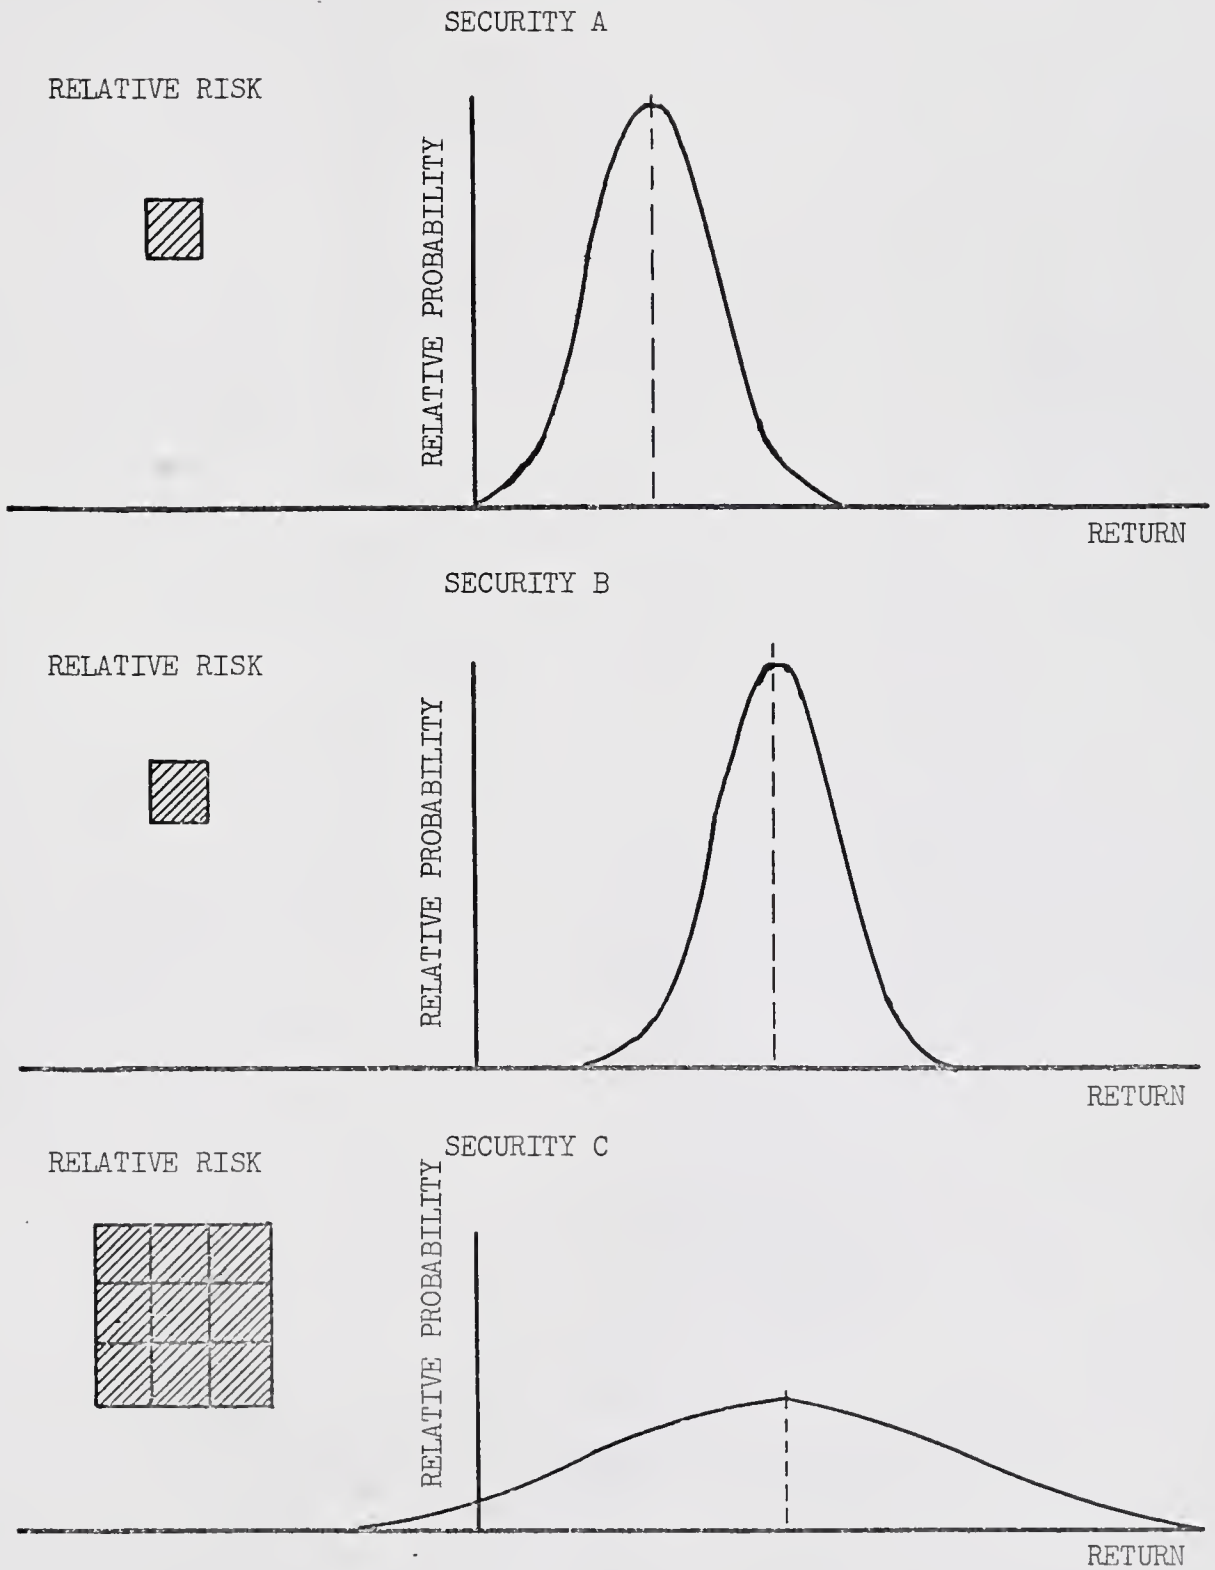 SECURITY A
RELATIVE RISK
RELATIVE PROBABILITY
RETURN
SECURITY B
RELATIVE RISK
RELATIVE PROBABILITY
RETURN
SECURITY C
RELATIVE RISK
RELATIVE PROBABILITY
RETURN